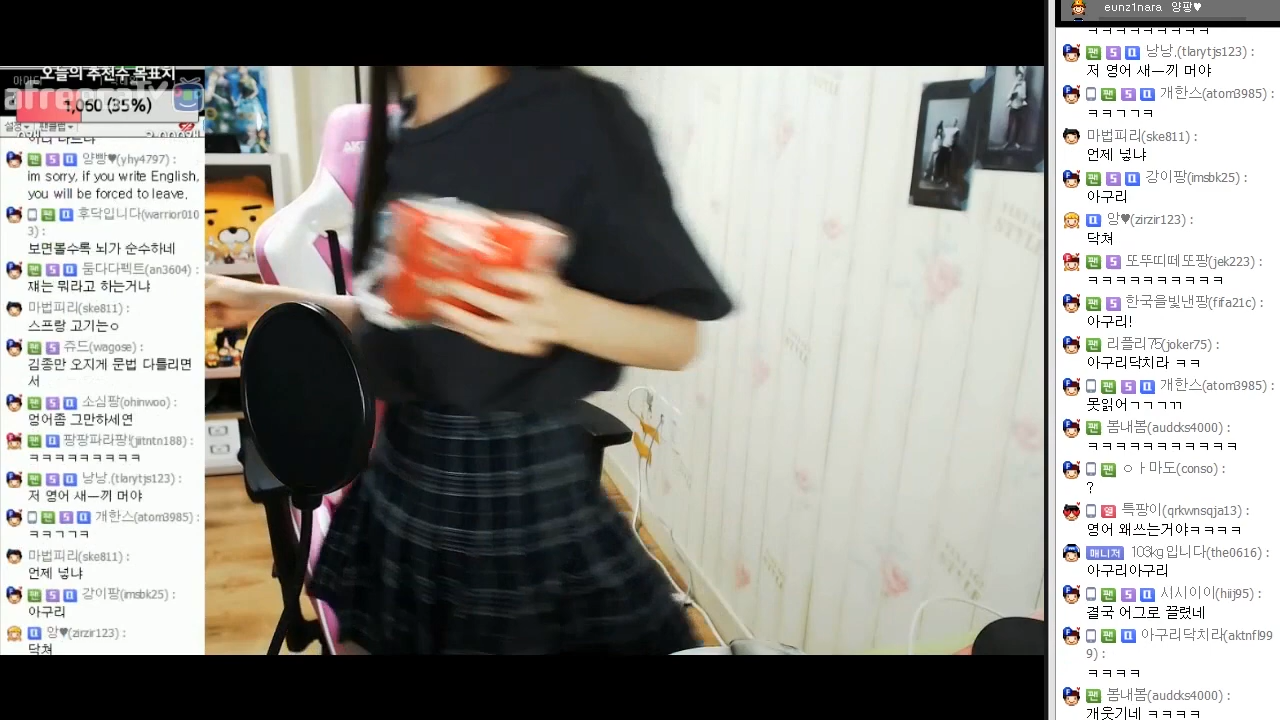 오늘의 추천수 목표치
afreecaTV
1,060 (35%)
양빵♥(yhy4797) :
im sorry, if you write English,
you will be forced to leave,
후닥입니다(warrior010
3) :
보면볼수록 뇌가 순수하네
둠다다펙트(an3604) :
쟤는 뭐라고 하는거냐
마법피리(ske811) :
스프랑 고기는ㅇ
쥬드(wagose) :
김종만 오지게 문법 다틀리면
서
소심팡(ohinwoo) :
엉어좀 그만하세연
팡팡파라팡!(jitntn188) :
ㅋㅋㅋㅋㅋㅋㅋㅋㅋ
낭낭,(tlarytjs123) :
저 영어 새ㅡ끼 머야
개한스(atom3985) :
ㅋㅋㄱㄱㅋ
마법피리(ske811) :
언제 넣냐
강이팡(imsbk25) :
아구리
앙♥(zirzir123) :
닥쳐
eunz1nara 양팡♥
낭낭,(tlarytjs123) :
저 영어 새ㅡ끼 머야
개한스(atom3985) :
ㅋㅋㄱㄱㅋ
마법피리(ske811) :
언제 넣냐
강이팡(imsbk25) :
아구리
앙♥(zirzir123) :
닥쳐
또뚜띠떼또팡(jek223) :
ㅋㅋㅋㅋㅋㅋㅋㅋㅋㅋ
한국을빛낸팡(fifa21c) :
아구리!
리플리75(joker75) :
아구리닥치라 ㅋㅋ
개한스(atom3985) :
못읽어ㄱㄱㄱㄲ
봄내봄(audcks4000) :
ㅋㅋㅋㅋㅋㅋㅋㅋㅋㅋㅋ
ㅇㅏ마도(conso) :
?
특팡이(qrkwnsqja13) :
영어 왜쓰는거야ㅋㅋㅋㅋ
매니저 103kg입니다(the0616) :
아구리아구리
시시이이(hiij95) :
결국 어그로 끌렸네
아구리닥치라(aktnfl99
9) :
ㅋㅋㅋㅋ
봄내봄(audcks4000) :
개웃기네 ㅋㅋㅋㅋ